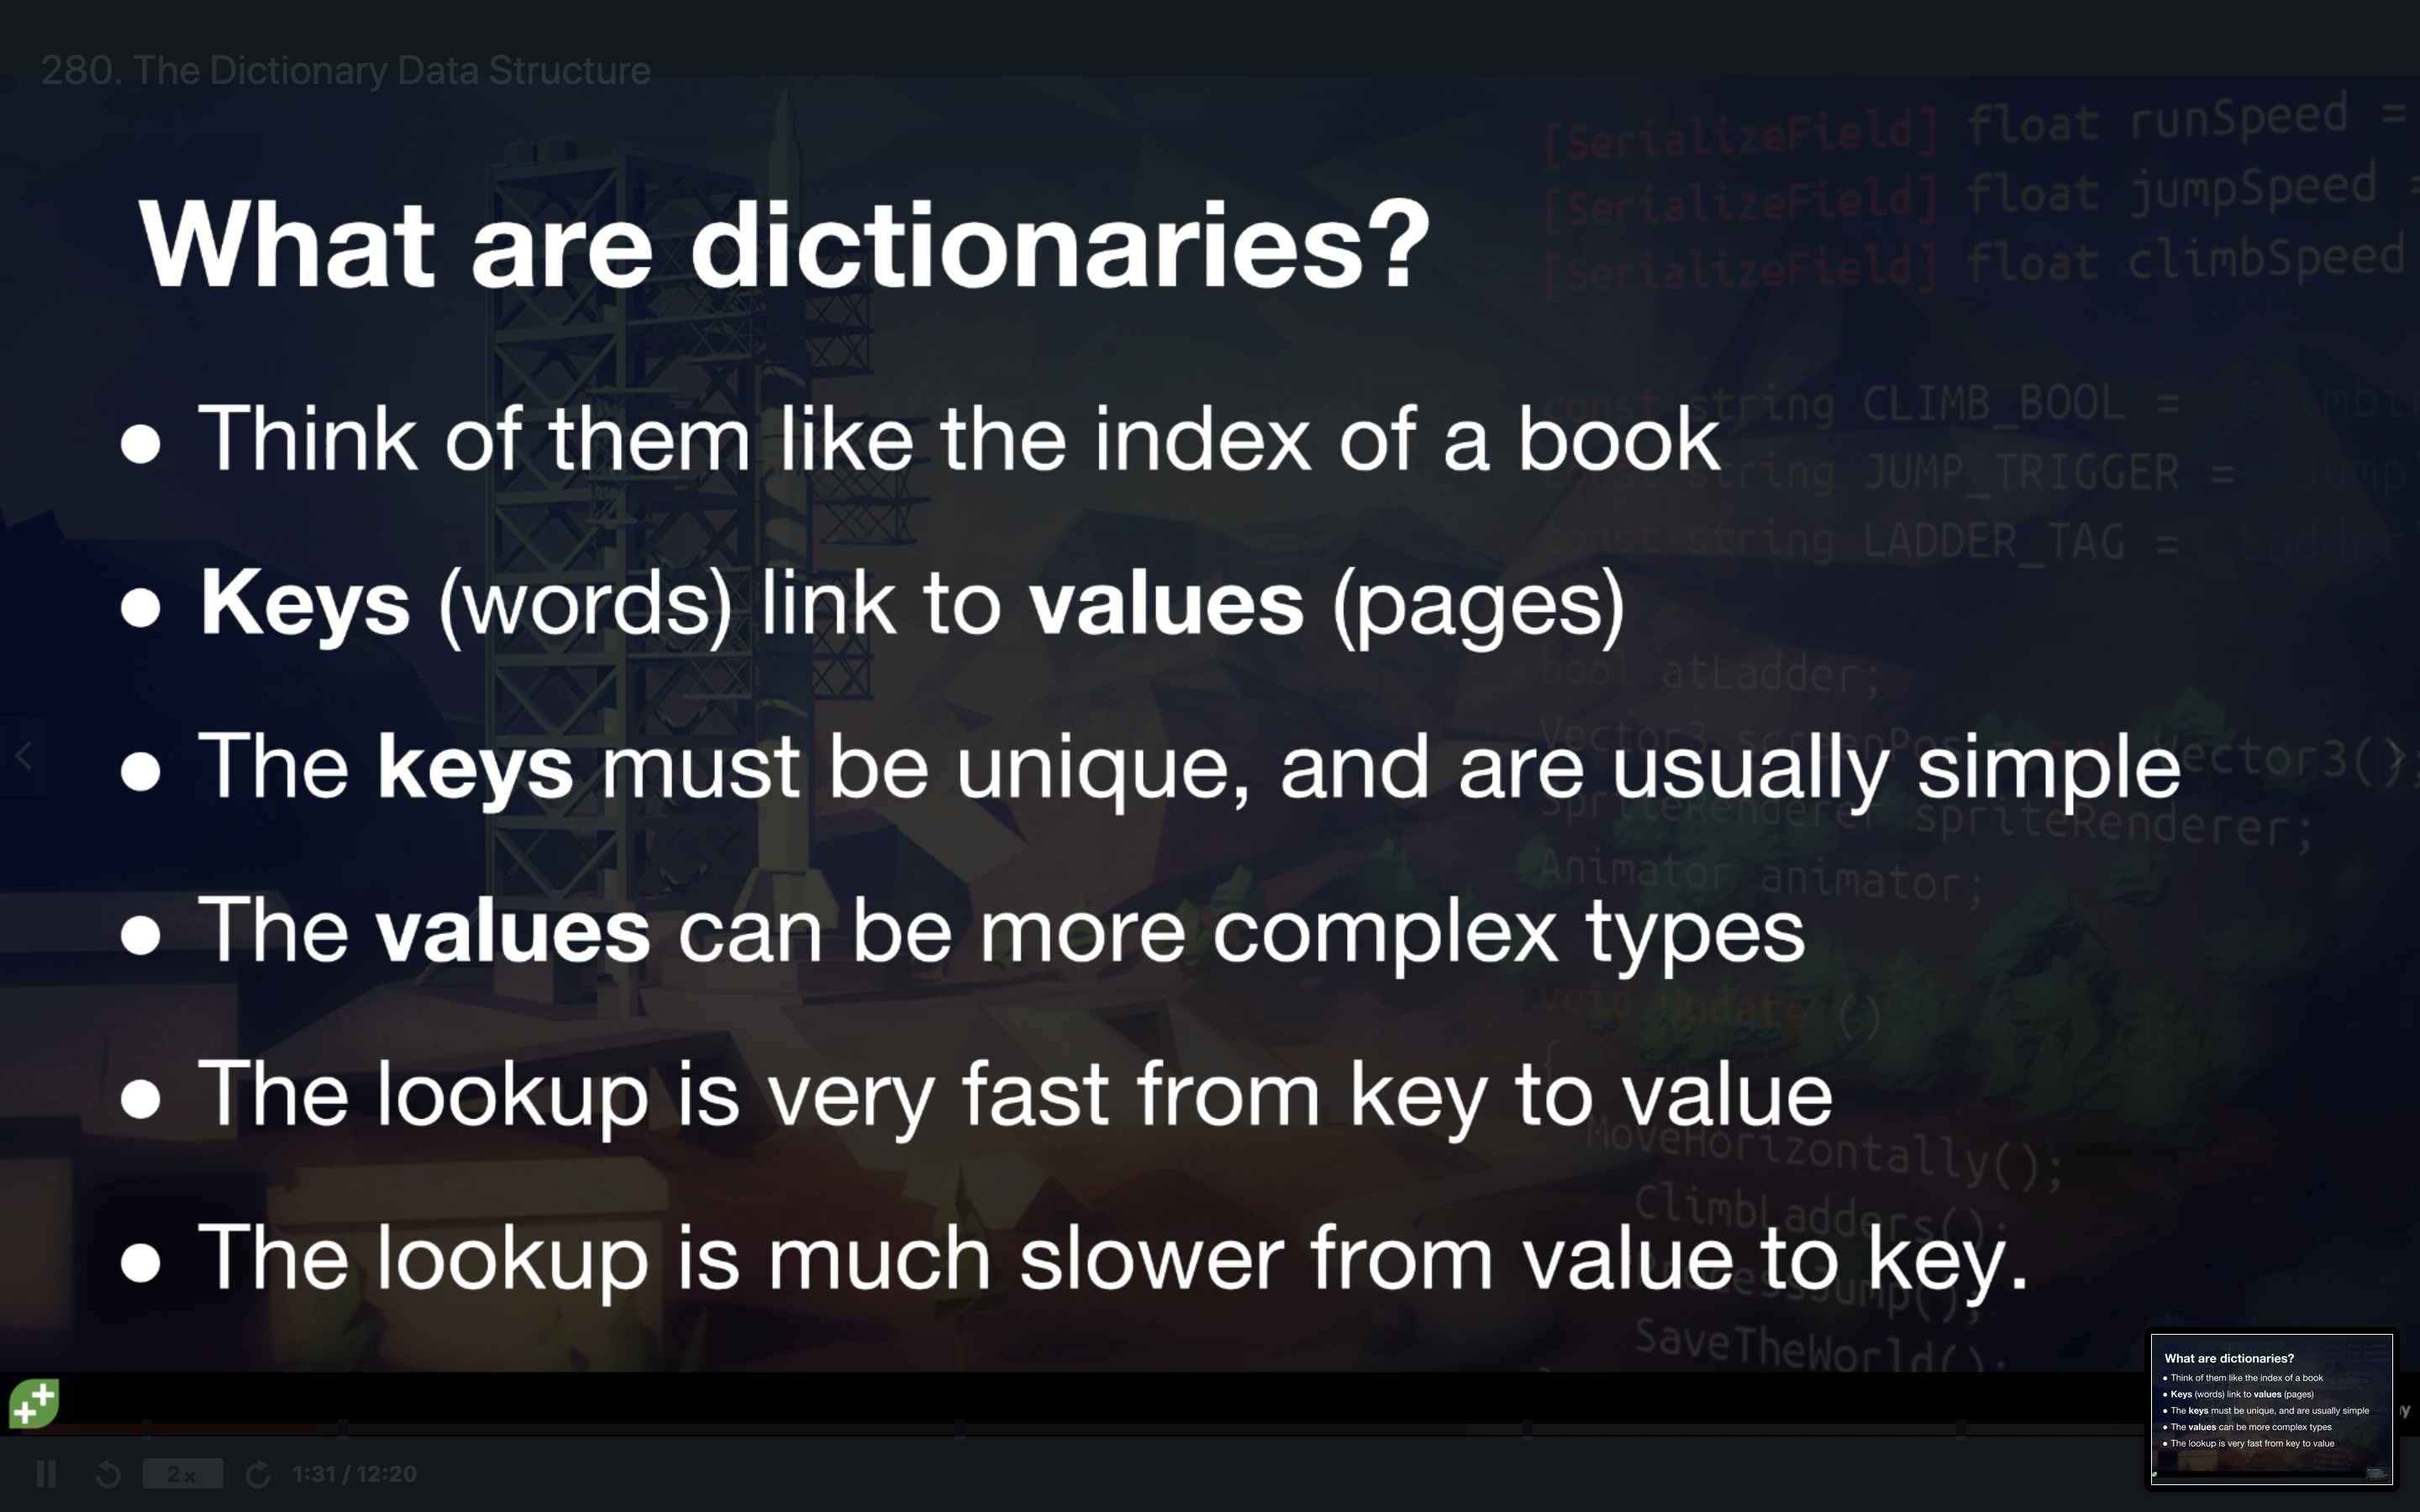 280. The Dictionary Data Structure
[SerializeField] float runSpeed =
[SerializeField] float jumpSpeed =
[SerializeField] float climbSpeed
What are dictionaries?
const string CLIMB_BOOL =
● Think of them like the index of a book
const string JUMP_TRIGGER = Jump
const string LADDER_TAG = Ladder
● Keys (words) link to values (pages)
bool atLadder;
Vector3 screenPos Vector3();
● The keys must be unique, and are usually simple
SpriteRenderer spriteRenderer;
Animator animator;
● The values can be more complex types
void Update ()
{
● The lookup is very fast from key to value
MoveHorizontally();
ClimbLadders();
● The lookup is much slower from value to key.
ProcessJump();
SaveTheWorld();
What are dictionaries?
● Think of them like the index of a book
● Keys (words) link to values (pages)
● The keys must be unique, and are usually simple
● The values can be more complex types
● The lookup is very fast from key to value
2x 1:31 / 12:20